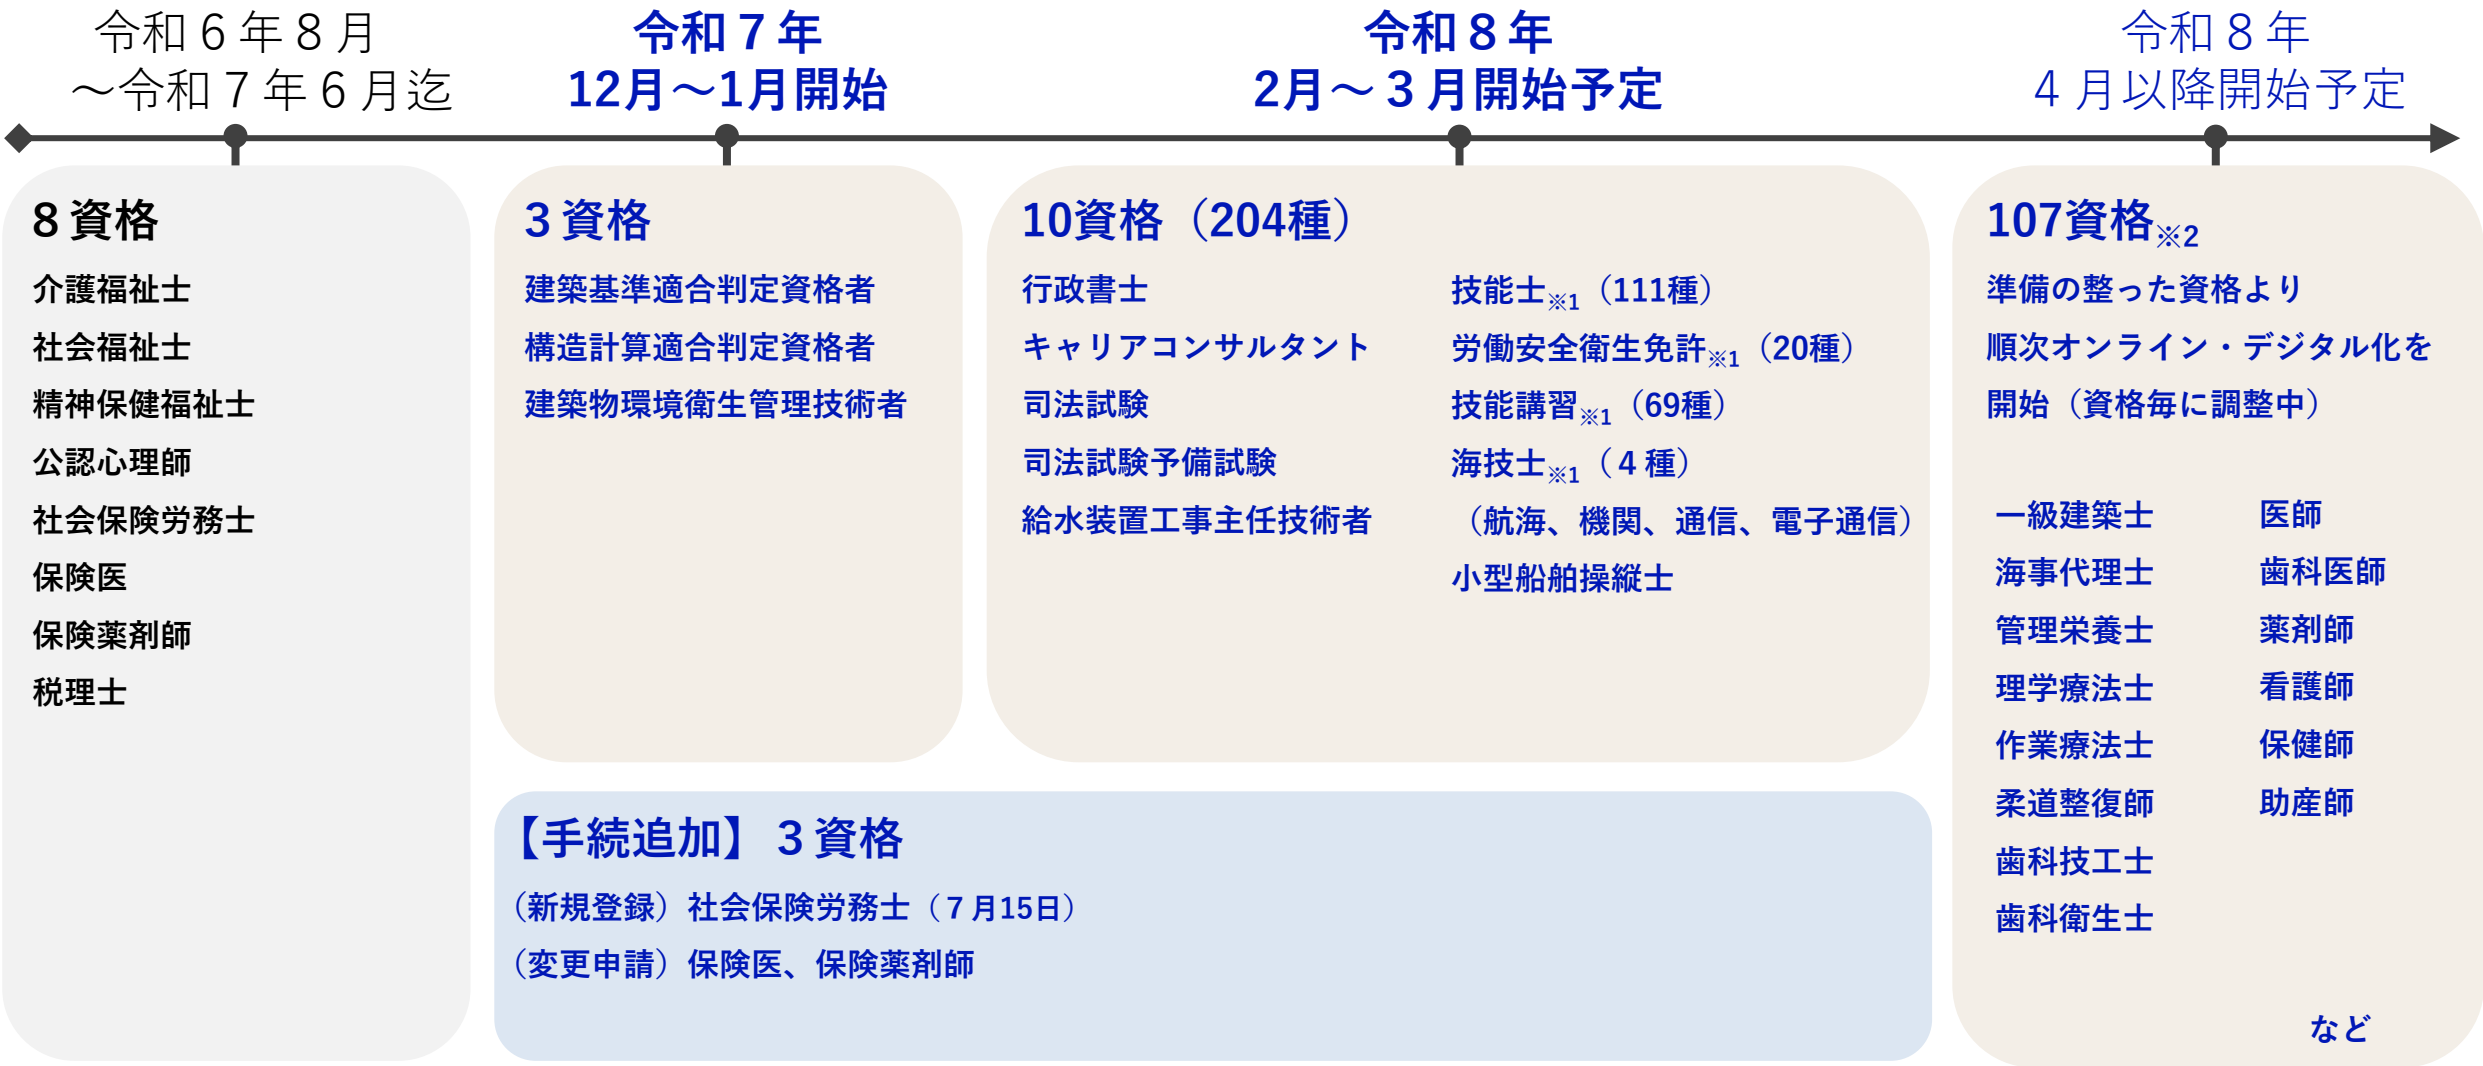 令和６年８月
～令和７年６月迄
令和７年
12月～1月開始
令和８年
2月～３月開始予定
令和８年
４月以降開始予定
８資格
介護福祉士
社会福祉士
精神保健福祉士
公認心理師
社会保険労務士
保険医
保険薬剤師
税理士
３資格
建築基準適合判定資格者
構造計算適合判定資格者
建築物環境衛生管理技術者
10資格（204種）
行政書士
キャリアコンサルタント
司法試験
司法試験予備試験
給水装置工事主任技術者
技能士※1（111種）
労働安全衛生免許※1（20種）
技能講習※1（69種）
海技士※1（４種）
（航海、機関、通信、電子通信）
小型船舶操縦士
【手続追加】３資格
（新規登録）社会保険労務士（７月15日）
（変更申請）保険医、保険薬剤師
107資格※2
準備の整った資格より
順次オンライン・デジタル化を
開始（資格毎に調整中）
一級建築士
海事代理士
管理栄養士
理学療法士
作業療法士
柔道整復師
歯科技工士
歯科衛生士
医師
歯科医師
薬剤師
看護師
保健師
助産師
など